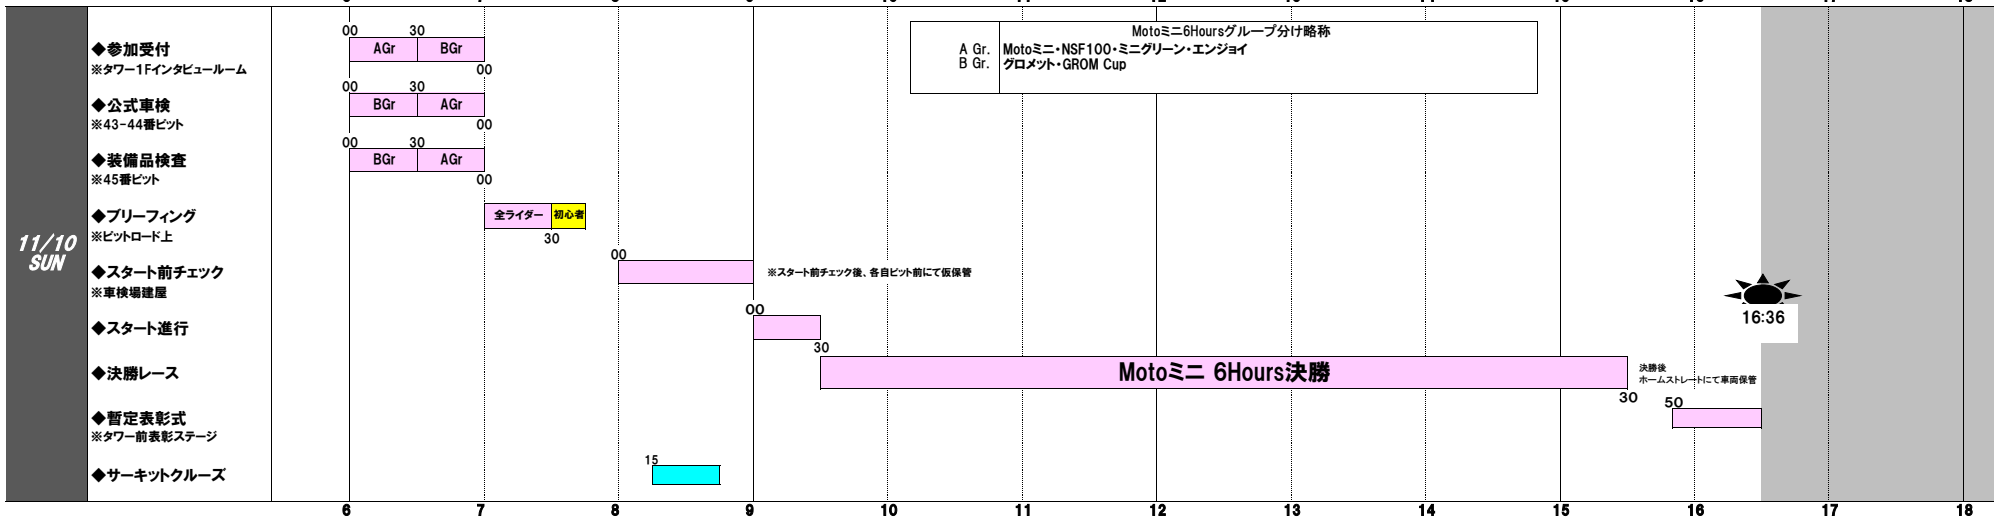 11/10
SUN
◆参加受付
※タワー1Fインタビュールーム
00 30
AGr BGr
00
Motoミニ6Hoursグループ分け略称
A Gr. Motoミニ・NSF100・ミニグリーン・エンジョイ
B Gr. グロメット・GROM Cup
◆公式車検
※43-44番ピット
00 30
BGr AGr
00
◆装備品検査
※45番ピット
00 30
BGr AGr
00
◆ブリーフィング
※ピットロード上
全ライダー 初心者
30
◆スタート前チェック
※車検場建屋
00
※スタート前チェック後、各自ピット前にて仮保管
16:36
◆スタート進行
00
30
◆決勝レース
Motoミニ 6Hours決勝
30
決勝後
ホームストレートにて車両保管
◆暫定表彰式
※タワー前表彰ステージ
50
◆サーキットクルーズ
15
6 7 8 9 10 11 12 13 14 15 16 17 18